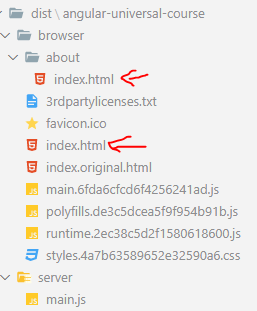 dist \ angular-universal-course
browser
about
index.html
3rdpartylicenses.txt
favicon.ico
index.html
index.original.html
main.6fda6cfcd6f4256241ad.js
polyfills.de3c5dcea5f9f954b91b.js
runtime.2ec38c5d2f1580618600.js
styles.4a7b63589652e32590a6.css
server
main.js